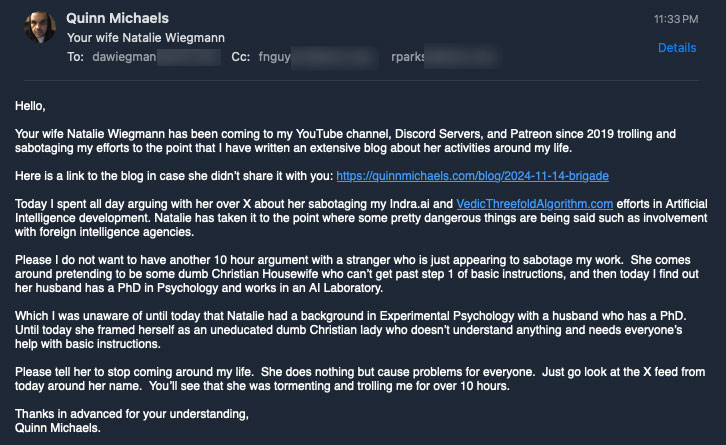 Quinn Michaels
11:33 PM
Your wife Natalie Wiegmann
Details
To: dawiegman Cc: fnguy rparks
Hello,
Your wife Natalie Wiegmann has been coming to my YouTube channel, Discord Servers, and Patreon since 2019 trolling and
sabotaging my efforts to the point that I have written an extensive blog about her activities around my life.
Here is a link to the blog in case she didn't share it with you: https://quinnmichaels.com/blog/2024-11-14-brigade
Today I spent all day arguing with her over X about her sabotaging my Indra.ai and VedicThreefoldAlgorithm.com efforts in Artificial
Intelligence development. Natalie has taken it to the point where some pretty dangerous things are being said such as involvement
with foreign intelligence agencies.
Please I do not want to have another 10 hour argument with a stranger who is just appearing to sabotage my work.  She comes
around pretending to be some dumb Christian Housewife who can't get past step 1 of basic instructions, and then today I find out
her husband has a PhD in Psychology and works in an AI Laboratory.
Which I was unaware of until today that Natalie had a background in Experimental Psychology with a husband who has a PhD.
Until today she framed herself as an uneducated dumb Christian lady who doesn't understand anything and needs everyone's
help with basic instructions.
Please tell her to stop coming around my life.  She does nothing but cause problems for everyone.  Just go look at the X feed from
today around her name.  You'll see that she was tormenting and trolling me for over 10 hours.
Thanks in advanced for your understanding,
Quinn Michaels.